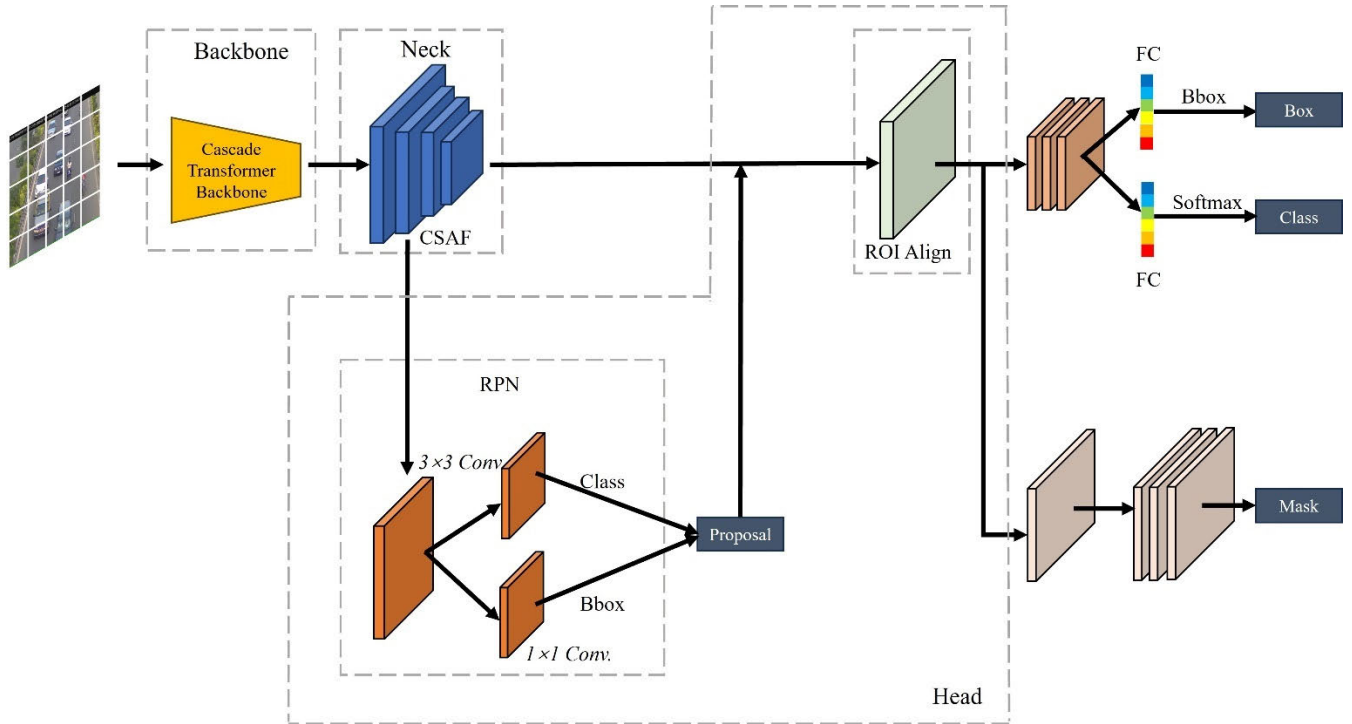 Backbone
Cascade
Transformer
Backbone
Neck
CSAF
ROI Align
FC
Bbox
Box
Softmax
Class
FC
RPN
3×3 Conv.
Class
Bbox
1×1 Conv.
Proposal
Mask
Head